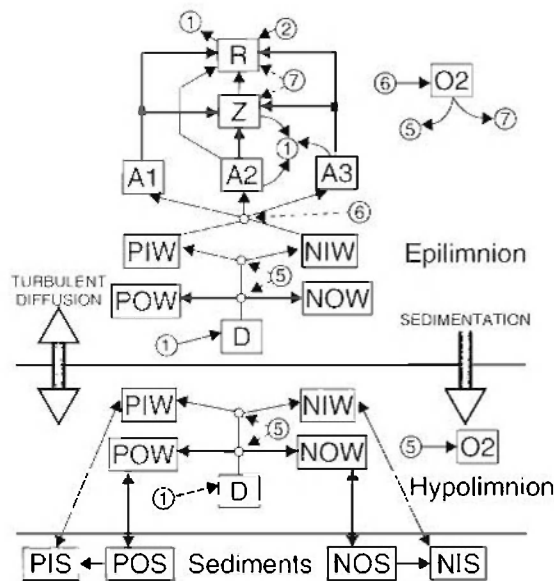 ① ②
R
⑦
⑥ O2
Z
① ⑤ ⑦
A1 A2 A3
⑥
PIW NIW
Epilimnion
⑤
TURBULENT
DIFFUSION
POW NOW
SEDIMENTATION
① D
PIW NIW
⑤
⑤ O2
POW NOW
① D
Hypolimnion
PIS POS Sediments NOS NIS